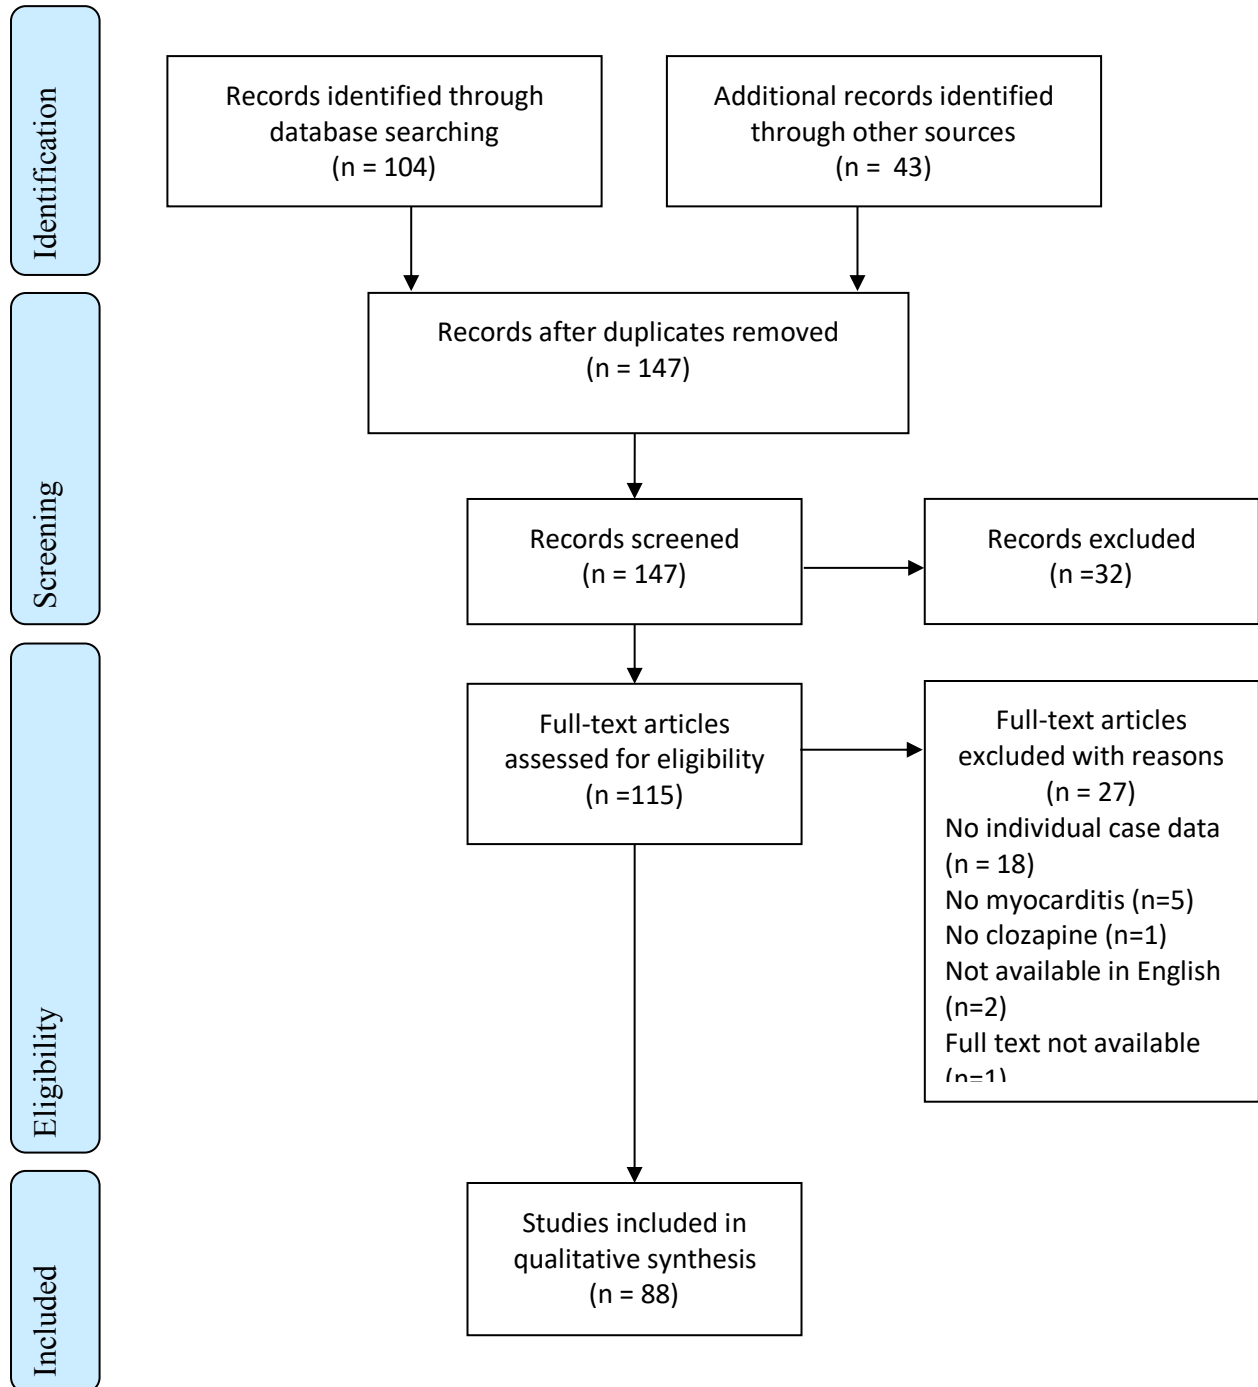 Identification
Records identified through
database searching
(n = 104)
Additional records identified
through other sources
(n = 43)
Records after duplicates removed
(n = 147)
Screening
Records screened
(n = 147)
Records excluded
(n =32)
Eligibility
Full-text articles
assessed for eligibility
(n =115)
Full-text articles
excluded with reasons
(n = 27)
No individual case data
(n = 18)
No myocarditis (n=5)
No clozapine (n=1)
Not available in English
(n=2)
Full text not available
(n=1)
Included
Studies included in
qualitative synthesis
(n = 88)